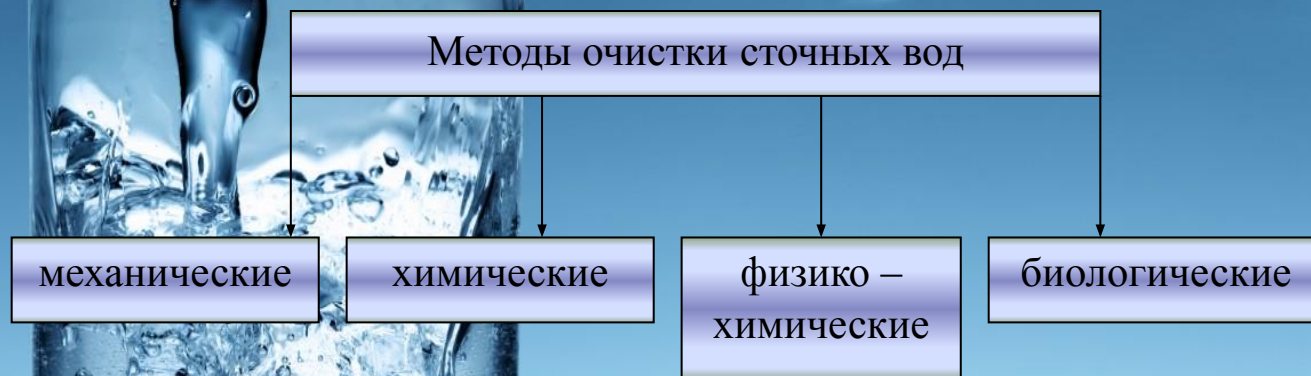 Методы очистки сточных вод
механические
химические
физико –
химические
биологические